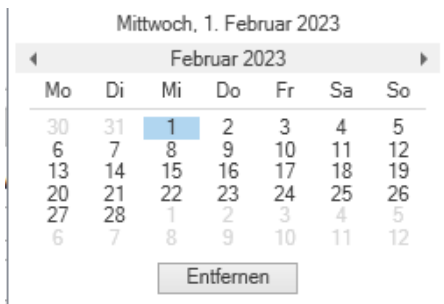 Mittwoch, 1. Februar 2023
Februar 2023
Mo Di Mi Do Fr Sa So
30 31 1 2 3 4 5
6 7 8 9 10 11 12
13 14 15 16 17 18 19
20 21 22 23 24 25 26
27 28 1 2 3 4 5
6 7 8 9 10 11 12
Entfernen